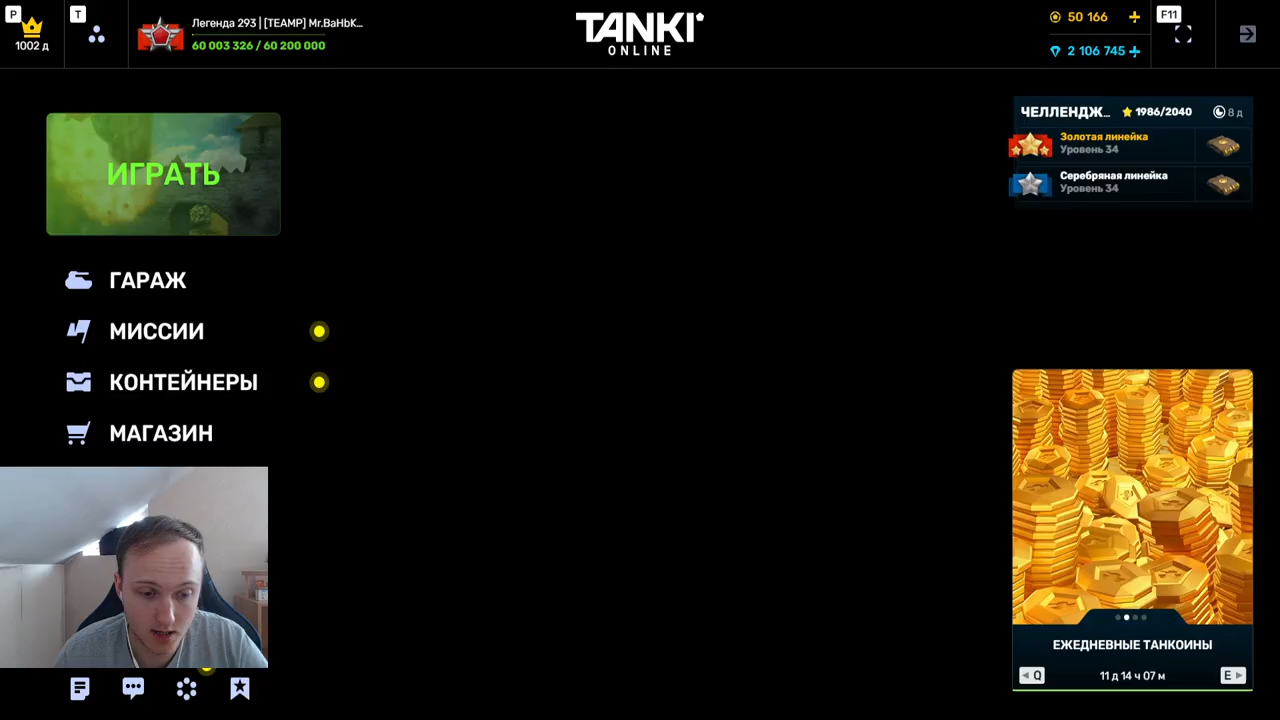 P
1002 д
T
Легенда 293 | [TEAMP] Mr.BaHbK...
60 003 326 / 60 200 000
TANKI
ONLINE
50 166
2 106 745
F11
ИГРАТЬ
ГАРАЖ
МИССИИ
КОНТЕЙНЕРЫ
МАГАЗИН
ЧЕЛЛЕНДЖ... 1986/2040 8 д
Золотая линейка
Уровень 34
Серебряная линейка
Уровень 34
ЕЖЕДНЕВНЫЕ ТАНКОИНЫ
Q 11 д 14 ч 07 м E